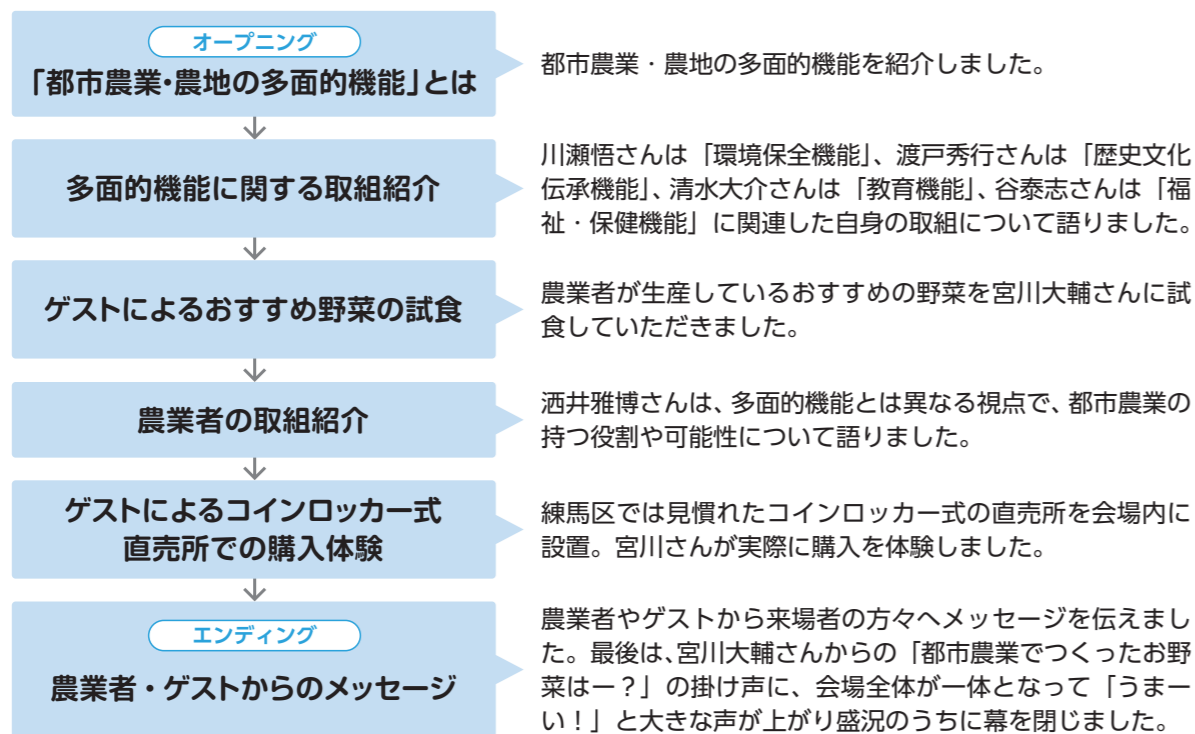 オープニング
「都市農業・農地の多面的機能」とは
都市農業・農地の多面的機能を紹介しました。
多面的機能に関する取組紹介
川瀬悟さんは「環境保全機能」、渡戸秀行さんは「歴史文化
伝承機能」、清水大介さんは「教育機能」、谷泰志さんは「福
祉・保健機能」に関連した自身の取組について語りました。
ゲストによるおすすめ野菜の試食
農業者が生産しているおすすめの野菜を宮川大輔さんに試
食していただきました。
農業者の取組紹介
洒井雅博さんは、多面的機能とは異なる視点で、都市農業の
持つ役割や可能性について語りました。
ゲストによるコインロッカー式
直売所での購入体験
練馬区では見慣れたコインロッカー式の直売所を会場内に
設置。宮川さんが実際に購入を体験しました。
エンディング
農業者・ゲストからのメッセージ
農業者やゲストから来場者の方々へメッセージを伝えまし
た。最後は、宮川大輔さんからの「都市農業でつくったお野
菜はー？」の掛け声に、会場全体が一体となって「うまー
い！」と大きな声が上がり盛況のうちに幕を閉じました。